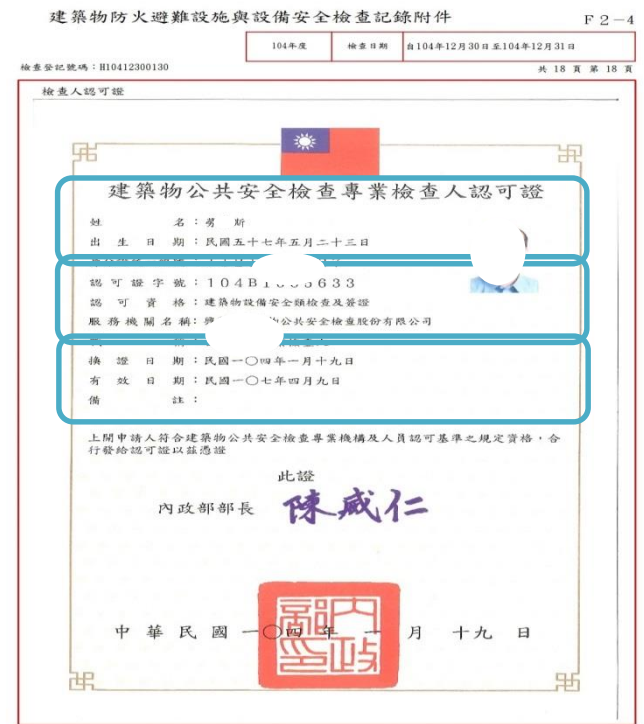 建築物防火避難設施與設備安全檢查記錄附件
F2-4
104年度 檢查日期 自104年12月30日至104年12月31日
檢查登記號碼:H10412300130
共 18 頁 第 18 頁
檢查人認可證
建築物公共安全檢查專業檢查人認可證
姓名:勞 昕
出生日期:民國五十七年五月二十三日
認可證字號:104B1 5633
認可資格:建築物設備安全類檢查及簽證
服務機關名稱: 公共安全檢查股份有限公司
換證日期:民國一〇四年一月十九日
有效日期:民國一〇七年四月九日
備註:
上開申請人符合建築物公共安全檢查專業機構及人員認可基準之規定資格,合
行發給認可證以茲憑證
此證
內政部部長 陳威仁
內政部印
中華民國一〇四年一月十九日